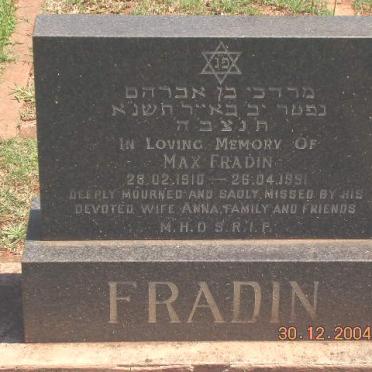 פנ
מרדכי בן אברהם
נפטר יב באייר תשנא
ת נ צ ב ה
IN LOVING MEMORY OF
MAX FRADIN
28.02.1910 — 26.04.1991
DEEPLY MOURNED AND SADLY MISSED BY HIS
DEVOTED WIFE ANNA, FAMILY AND FRIENDS
M.H.D.S.R.I.P.
FRADIN
30.12.2004